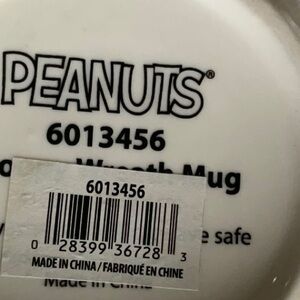 PEANUTS®
6013456
Wreath Mug
6013456
e safe
0 28399 36728 3
MADE IN CHINA / FABRIQUÉ EN CHINE
Made in China